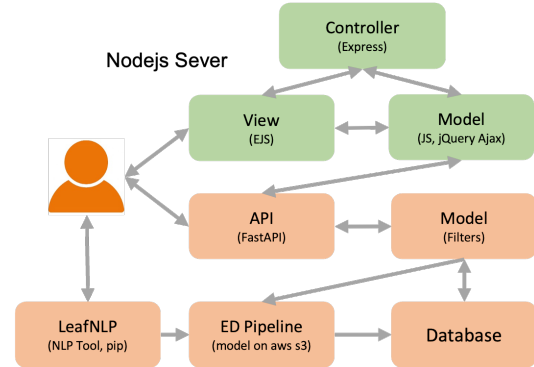 Controller
(Express)
Nodejs Sever
View
(EJS)
Model
(JS, jQuery Ajax)
API
(FastAPI)
Model
(Filters)
LeafNLP
(NLP Tool, pip)
ED Pipeline
(model on aws s3)
Database